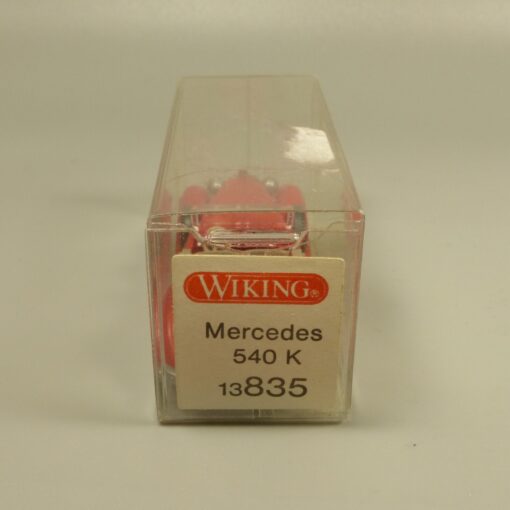 WIKING®
Mercedes
540 K
13835